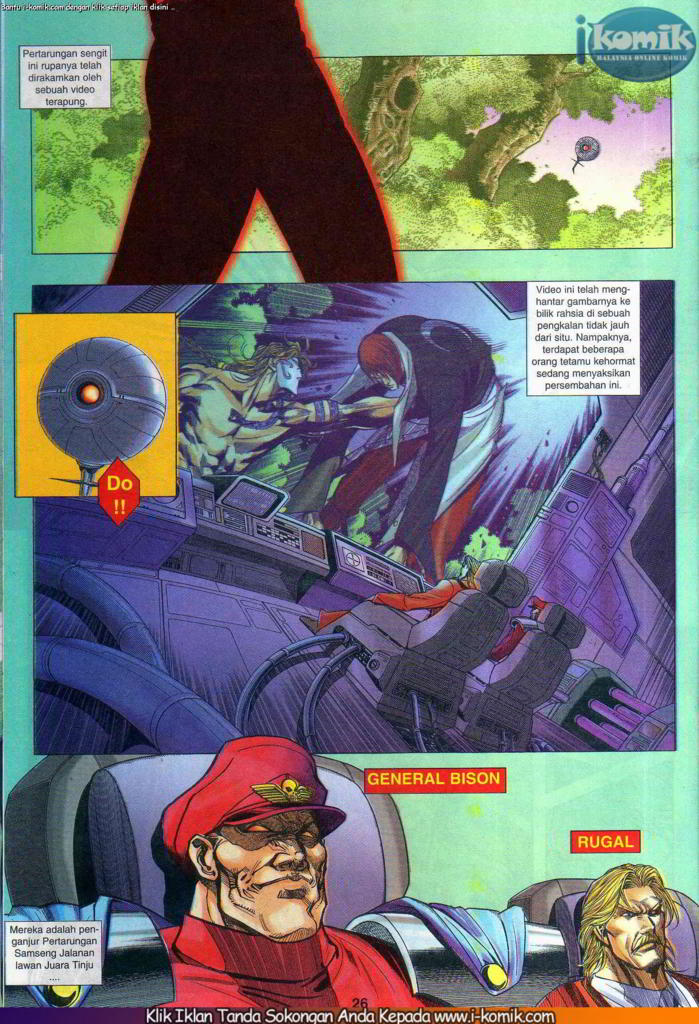 Bantu i-komik.com dengan klik setiap iklan disini ..
ikomik
MALAYSIA ONLINE KOMIK
Pertarungan sengit
ini rupanya telah
dirakamkan oleh
sebuah video
terapung.
Video ini telah meng-
hantar gambarnya ke
bilik rahsia di sebuah
pengkalan tidak jauh
dari situ. Nampaknya,
terdapat beberapa
orang tetamu kehormat
sedang menyaksikan
persembahan ini.
Do
!!
GENERAL BISON
RUGAL
Mereka adalah pen-
ganjur Pertarungan
Samseng Jalanan
lawan Juara Tinju
....
26
Klik Iklan Tanda Sokongan Anda Kepada www.i-komik.com